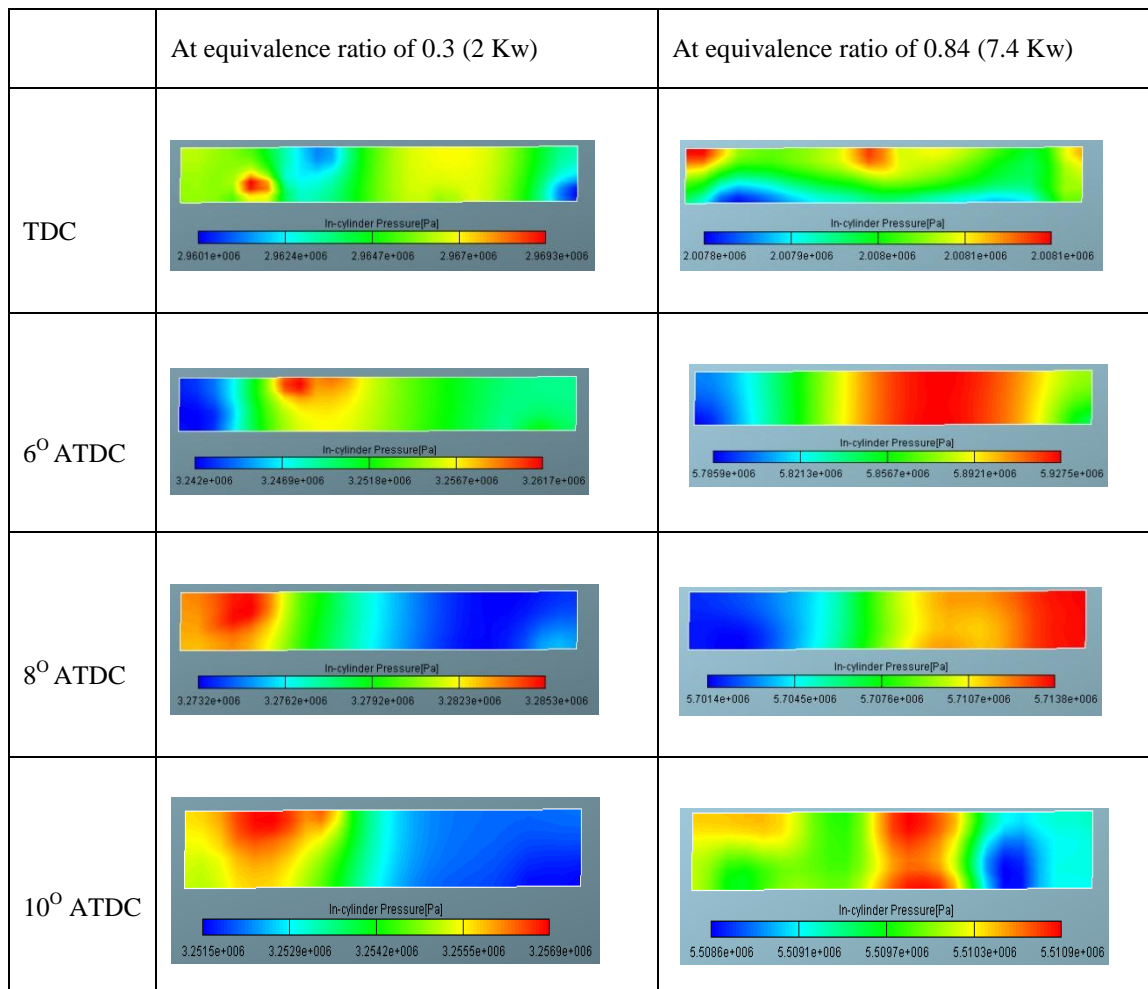 At equivalence ratio of 0.3 (2 Kw)
At equivalence ratio of 0.84 (7.4 Kw)
TDC
In-cylinder Pressure[Pa]
2.9601e+006 2.9624e+006 2.9647e+006 2.967e+006 2.9693e+006
In-cylinder Pressure[Pa]
2.0078e+006 2.0079e+006 2.008e+006 2.0081e+006 2.0081e+006
6O ATDC
In-cylinder Pressure[Pa]
3.242e+006 3.2469e+006 3.2518e+006 3.2567e+006 3.2617e+006
In-cylinder Pressure[Pa]
5.7859e+006 5.8213e+006 5.8567e+006 5.8921e+006 5.9275e+006
8O ATDC
In-cylinder Pressure[Pa]
3.2732e+006 3.2762e+006 3.2792e+006 3.2823e+006 3.2853e+006
In-cylinder Pressure[Pa]
5.7014e+006 5.7045e+006 5.7076e+006 5.7107e+006 5.7138e+006
10O ATDC
In-cylinder Pressure[Pa]
3.2515e+006 3.2529e+006 3.2542e+006 3.2555e+006 3.2569e+006
In-cylinder Pressure[Pa]
5.5086e+006 5.5091e+006 5.5097e+006 5.5103e+006 5.5109e+006